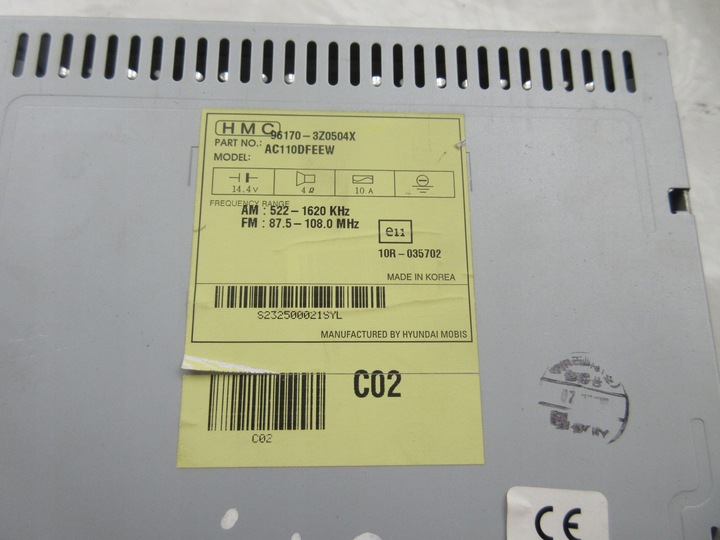 HMC
PART NO.: 96170-3Z0504X
MODEL: AC110DFEEW
14.4V 4Ω 10A
FREQUENCY RANGE
AM : 522-1620 KHz
FM : 87.5-108.0 MHz
e11
10R-035702
MADE IN KOREA
S232500021SYL
MANUFACTURED BY HYUNDAI MOBIS
C02
C02
07
CE